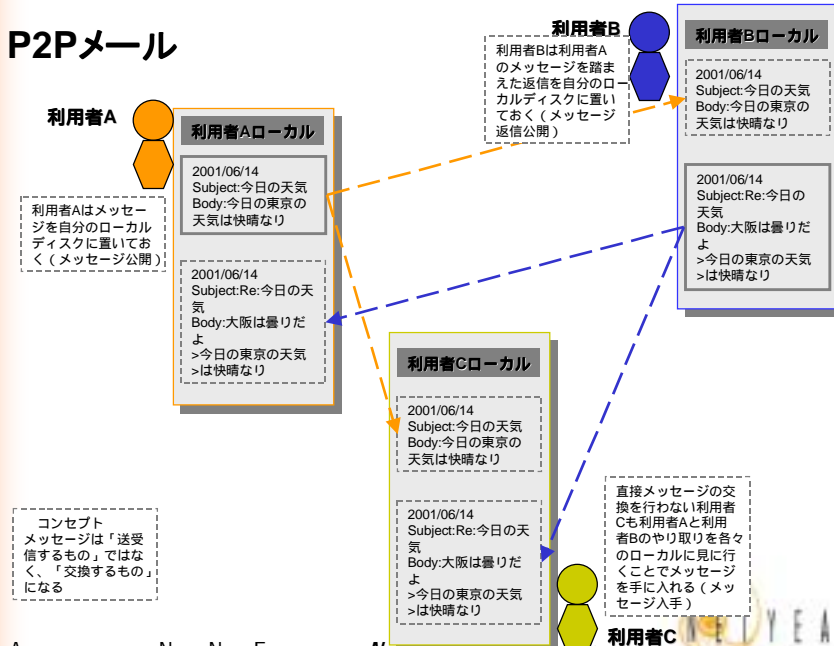 P2Pメール
利用者A
利用者Aはメッセー
ジを自分のローカル
ディスクに置いてお
く(メッセージ公開)
利用者Aローカル
2001/06/14
Subject:今日の天気
Body:今日の東京の
天気は快晴なり
2001/06/14
Subject:Re:今日の天
気
Body:大阪は曇りだ
よ
>今日の東京の天気
>は快晴なり
利用者B
利用者Bは利用者A
のメッセージを踏ま
えた返信を自分のロー
カルディスクに置い
ておく(メッセージ
返信公開)
利用者Bローカル
2001/06/14
Subject:今日の天気
Body:今日の東京の
天気は快晴なり
2001/06/14
Subject:Re:今日の
天気
Body:大阪は曇りだ
よ
>今日の東京の天気
>は快晴なり
利用者Cローカル
2001/06/14
Subject:今日の天気
Body:今日の東京の
天気は快晴なり
2001/06/14
Subject:Re:今日の天
気
Body:大阪は曇りだ
よ
>今日の東京の天気
>は快晴なり
直接メッセージの交
換を行わない利用者
Cも利用者Aと利用
者Bのやり取りを各々
のローカルに見に行
くことでメッセージ
を手に入れる(メッ
セージ入手)
利用者C
コンセプト
メッセージは「送受
信するもの」ではな
く、「交換するもの」
になる
NETYEA